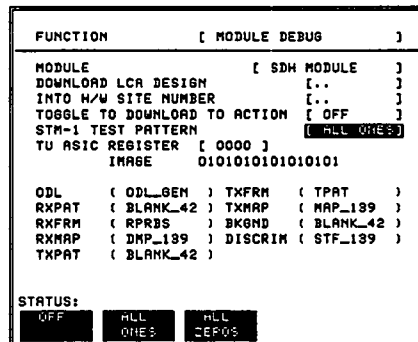 FUNCTION [ MODULE DEBUG ]
MODULE [ SDH MODULE ]
DOWNLOAD LCA DESIGN [..    ]
INTO H/W SITE NUMBER [..    ]
TOGGLE TO DOWNLOAD TO ACTION [ OFF    ]
STM-1 TEST PATTERN [ ALL ONES]
TU ASIC REGISTER [ 0000 ]
IMAGE 0101010101010101
ODL ( ODL_GEN ) TXFRM ( TPAT )
RXPAT ( BLANK_42 ) TXMAP ( MAP_139 )
RXFRM ( RPRBS ) BKGND ( BLANK_42 )
RXMAP ( DMP_139 ) DISCRIM ( STF_139 )
TXPAT ( BLANK_42 )
STATUS:
OFF ALL ONES ALL ZEROS